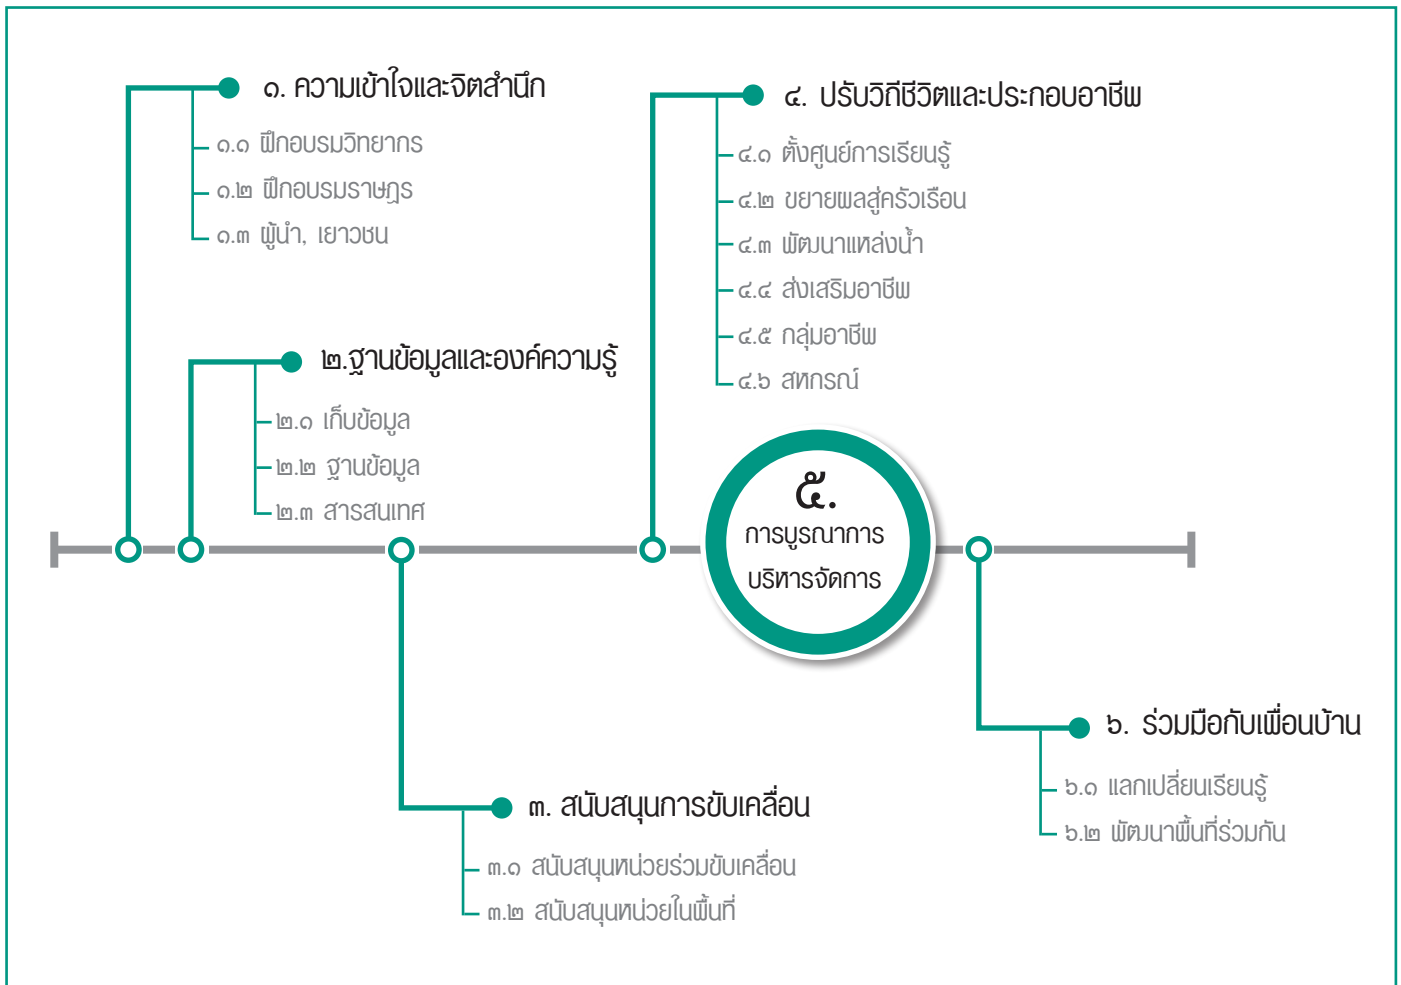 ๑. ความเข้าใจและจิตสำนึก
๑.๑ ฝึกอบรมวิทยากร
๑.๒ ฝึกอบรมราษฎร
๑.๓ ผู้นำ, เยาวชน
๒.ฐานข้อมูลและองค์ความรู้
๒.๑ เก็บข้อมูล
๒.๒ ฐานข้อมูล
๒.๓ สารสนเทศ
๓. สนับสนุนการขับเคลื่อน
๓.๑ สนับสนุนหน่วยร่วมขับเคลื่อน
๓.๒ สนับสนุนหน่วยในพื้นที่
๔. ปรับวิถีชีวิตและประกอบอาชีพ
๔.๑ ตั้งศูนย์การเรียนรู้
๔.๒ ขยายผลสู่ครัวเรือน
๔.๓ พัฒนาแหล่งน้ำ
๔.๔ ส่งเสริมอาชีพ
๔.๕ กลุ่มอาชีพ
๔.๖ สหกรณ์
๕.
การบูรณาการ
บริหารจัดการ
๖. ร่วมมือกับเพื่อนบ้าน
๖.๑ แลกเปลี่ยนเรียนรู้
๖.๒ พัฒนาพื้นที่ร่วมกัน